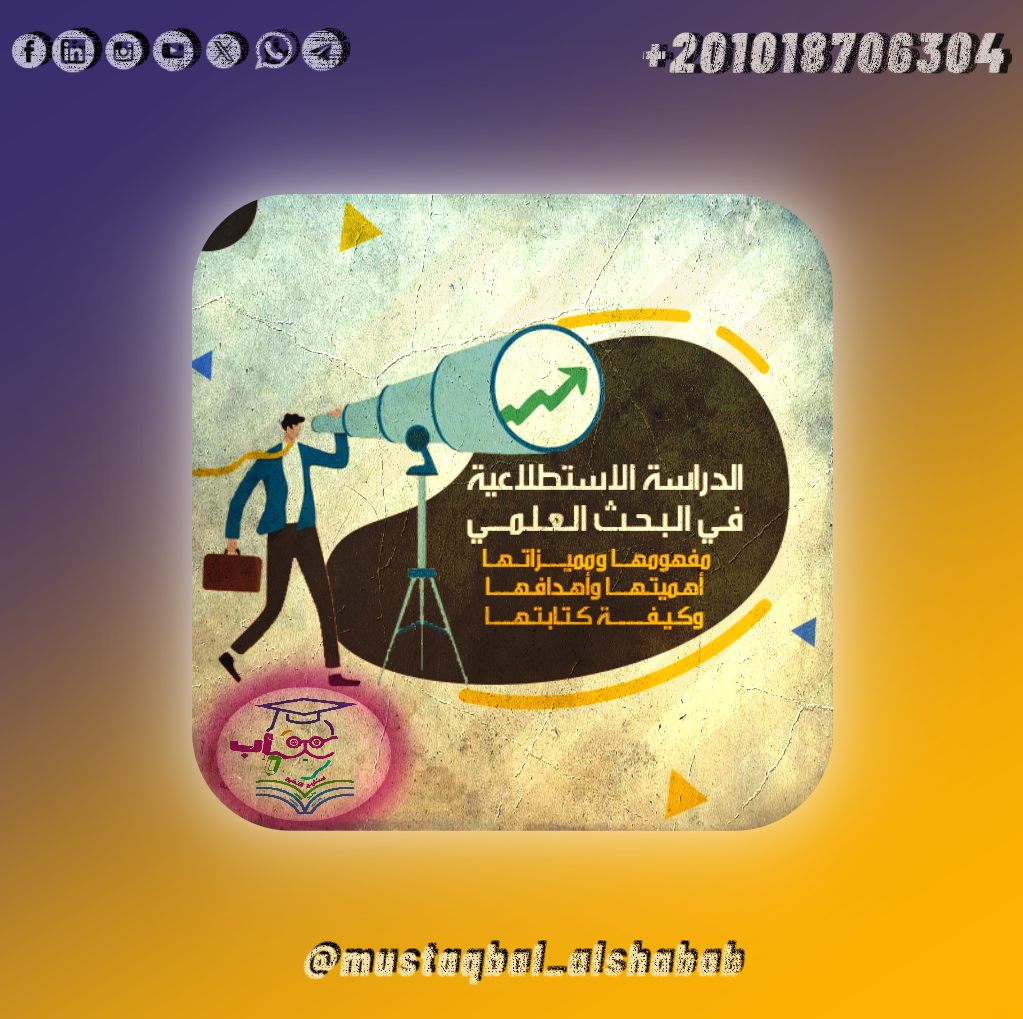 +201018706304
الدراسة الاستطلاعية
في البحث العلمي
مفهومها ومميزاتها
أهميتها وأهدافها
وكيفة كتابتها
@mustaqbal_alshabab